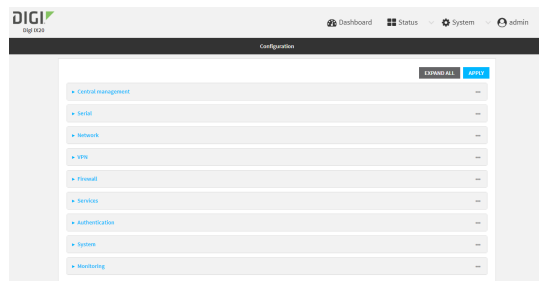 DIGI
Digi IX20
Dashboard
Status
System
admin
Configuration
EXPAND ALL
APPLY
Central management
Serial
Network
VPN
Firewall
Services
Authentication
System
Monitoring